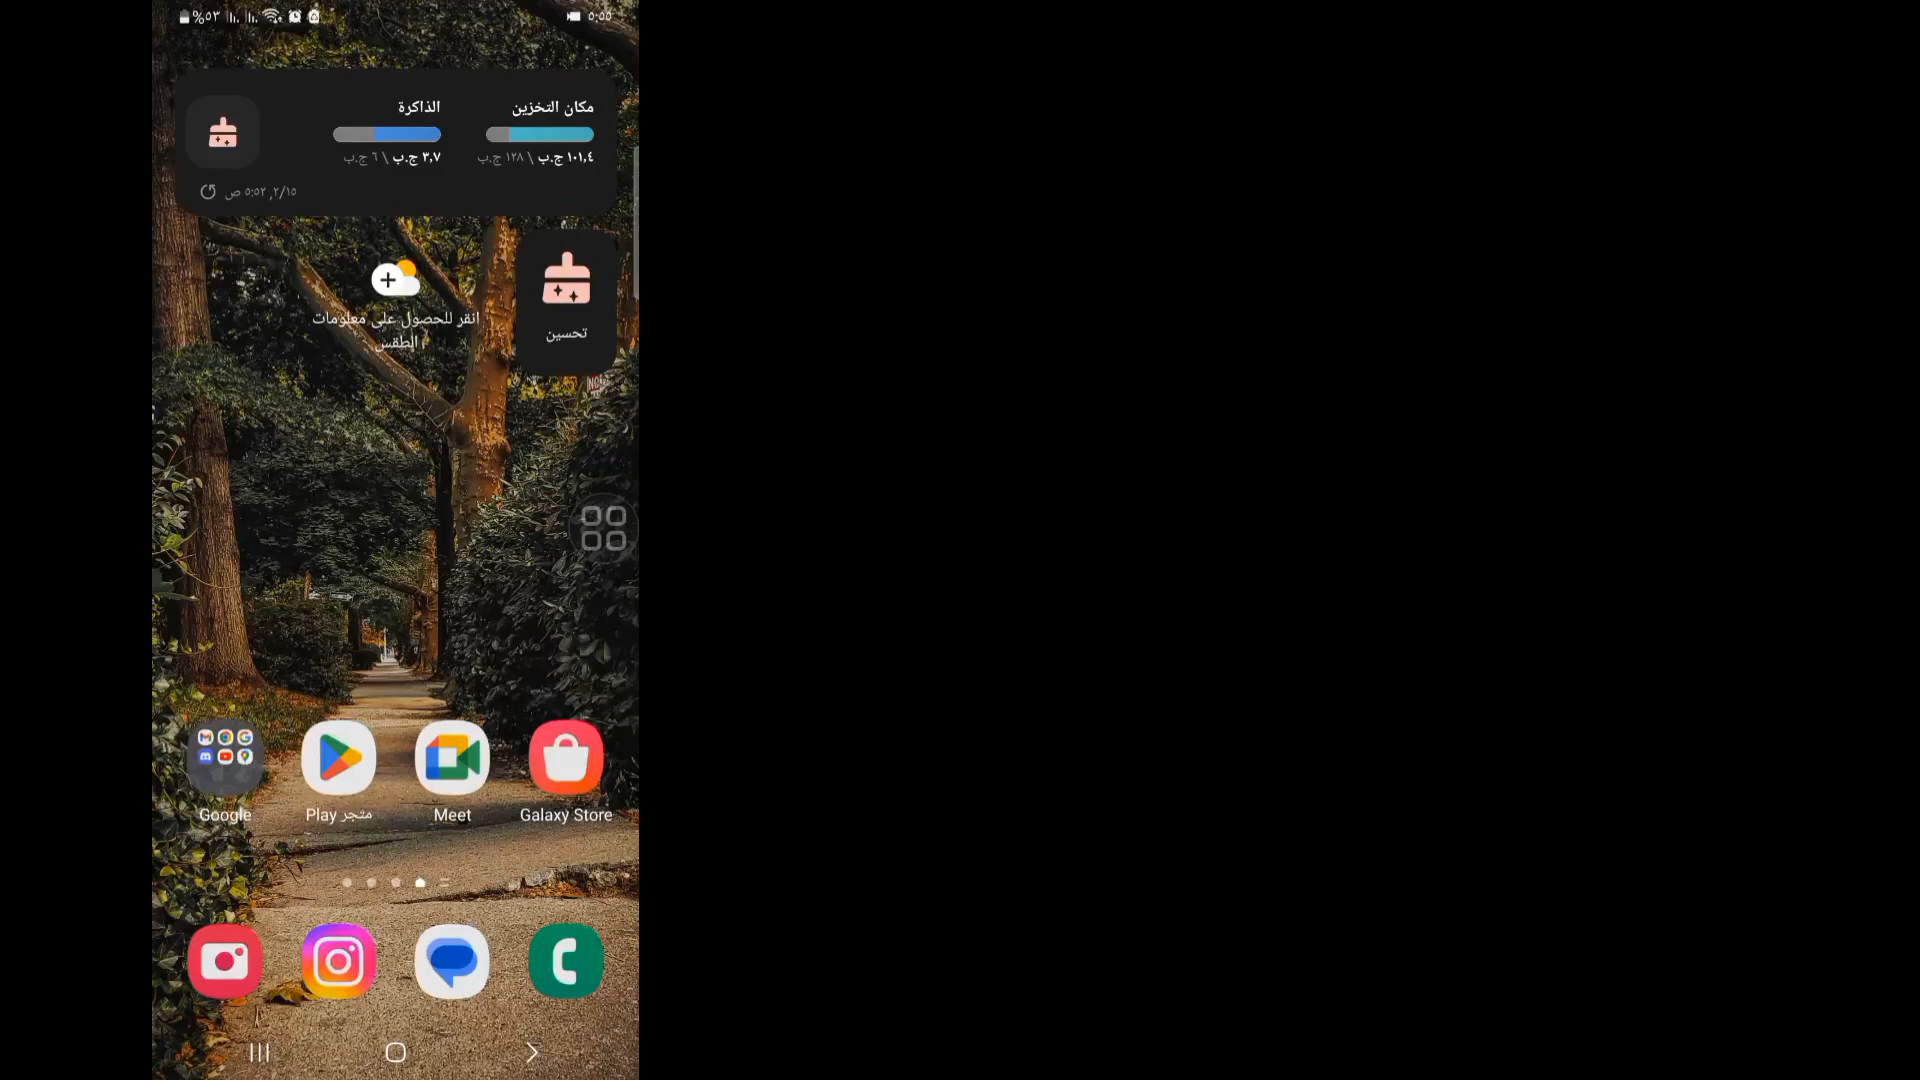 ٥:٥٥
%٥٣
مكان التخزين
١٠١,٤ ج.ب \ ١٢٨ ج.ب
الذاكرة
٣,٧ ج.ب \ ٦ ج.ب
٢/١٥, ٥:٥٢ ص
تحسين
انقر للحصول على معلومات
الطقس
NO
Galaxy Store
Meet
متجر Play
Google